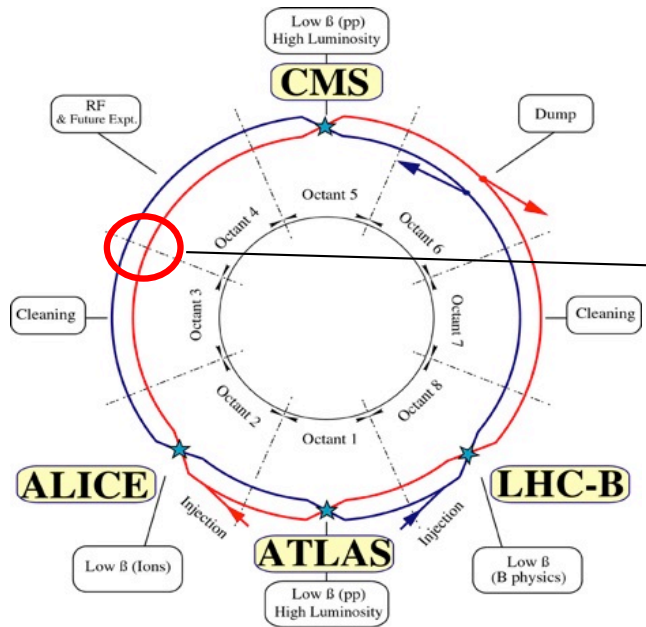 Low ß (pp)
High Luminosity
CMS
RF
& Future Expt.
Dump
Octant 5
Octant 4
Octant 6
Octant 3
Octant 7
Cleaning
Cleaning
Octant 2
Octant 8
Octant 1
ALICE
LHC-B
Injection
Injection
ATLAS
Low ß (Ions)
Low ß
(B physics)
Low ß (pp)
High Luminosity